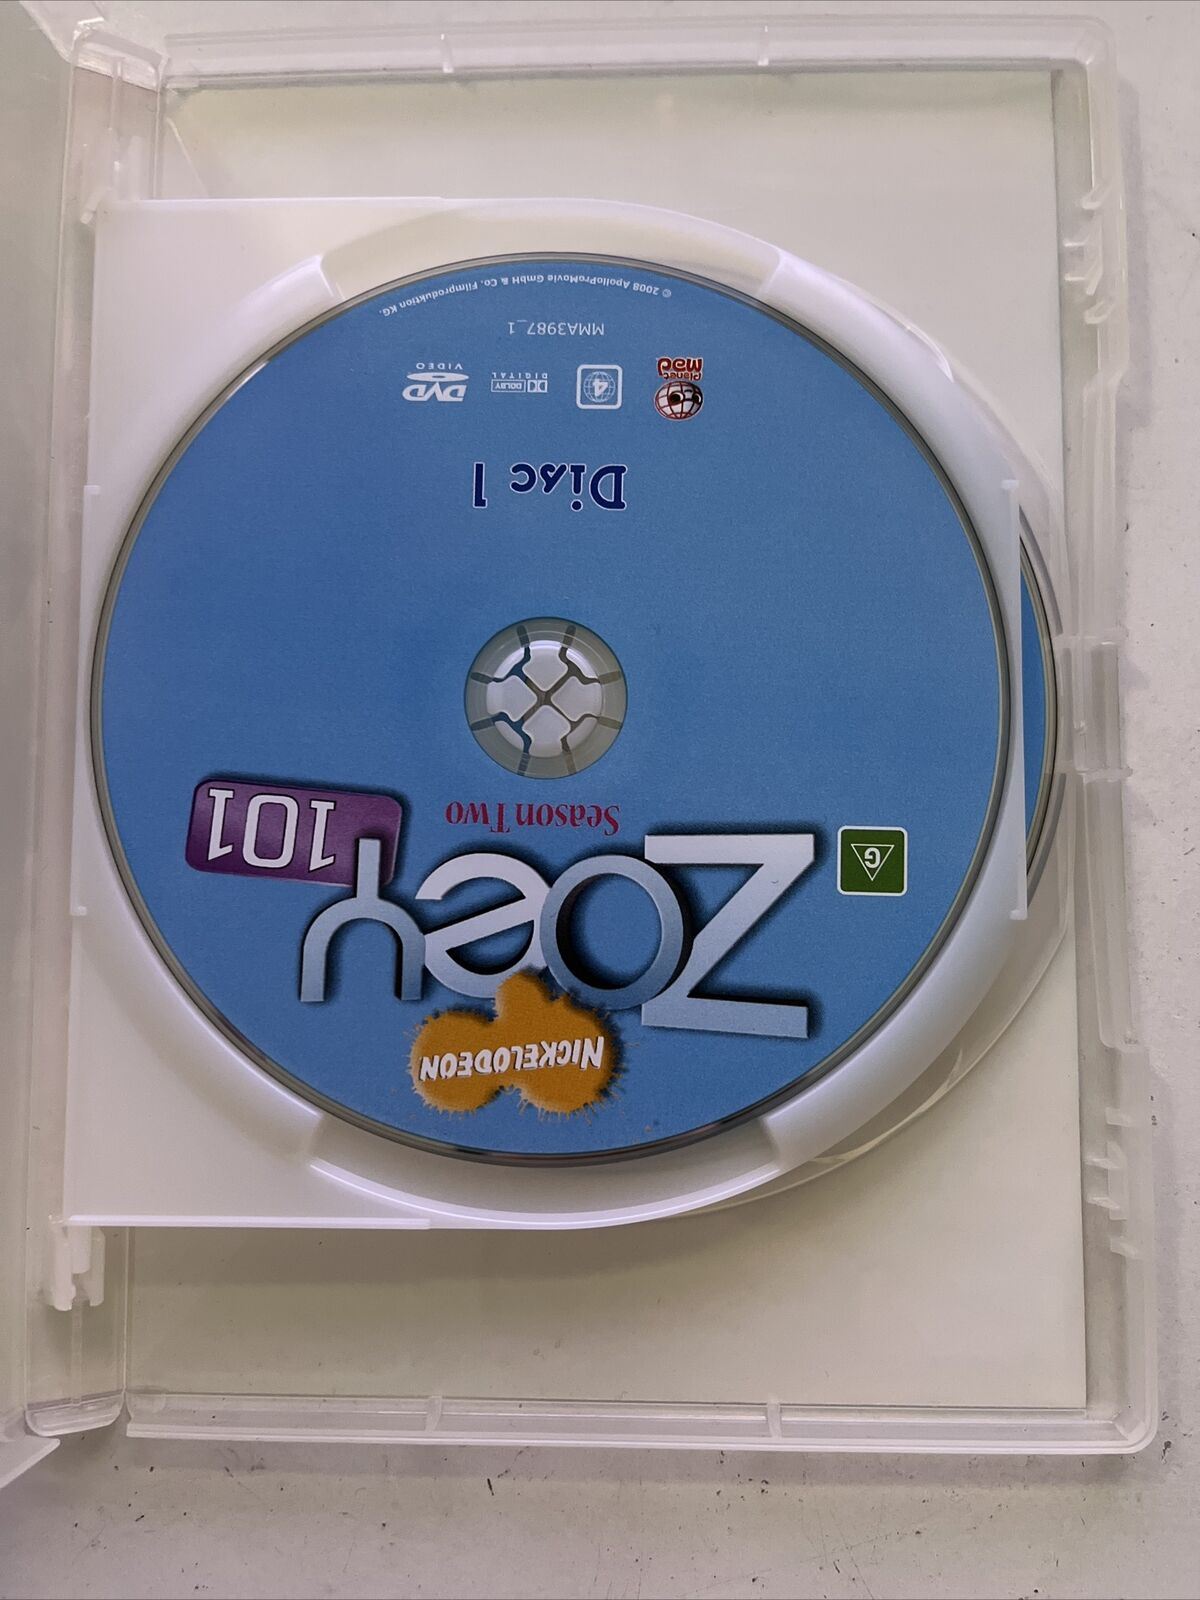 NICKELODEON
Zoey
101
Season Two
G
Disc 1
Planet
Mad
4
DOLBY
DIGITAL
DVD
VIDEO
MMA3987_1
© 2008 ApolloProMovie GmbH & Co. Filmproduktion KG.